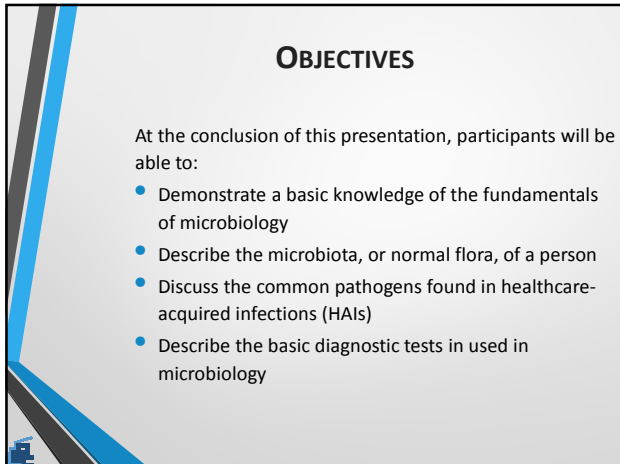 OBJECTIVES
At the conclusion of this presentation, participants will be
able to:
• Demonstrate a basic knowledge of the fundamentals
of microbiology
• Describe the microbiota, or normal flora, of a person
• Discuss the common pathogens found in healthcare-
acquired infections (HAIs)
• Describe the basic diagnostic tests in used in
microbiology